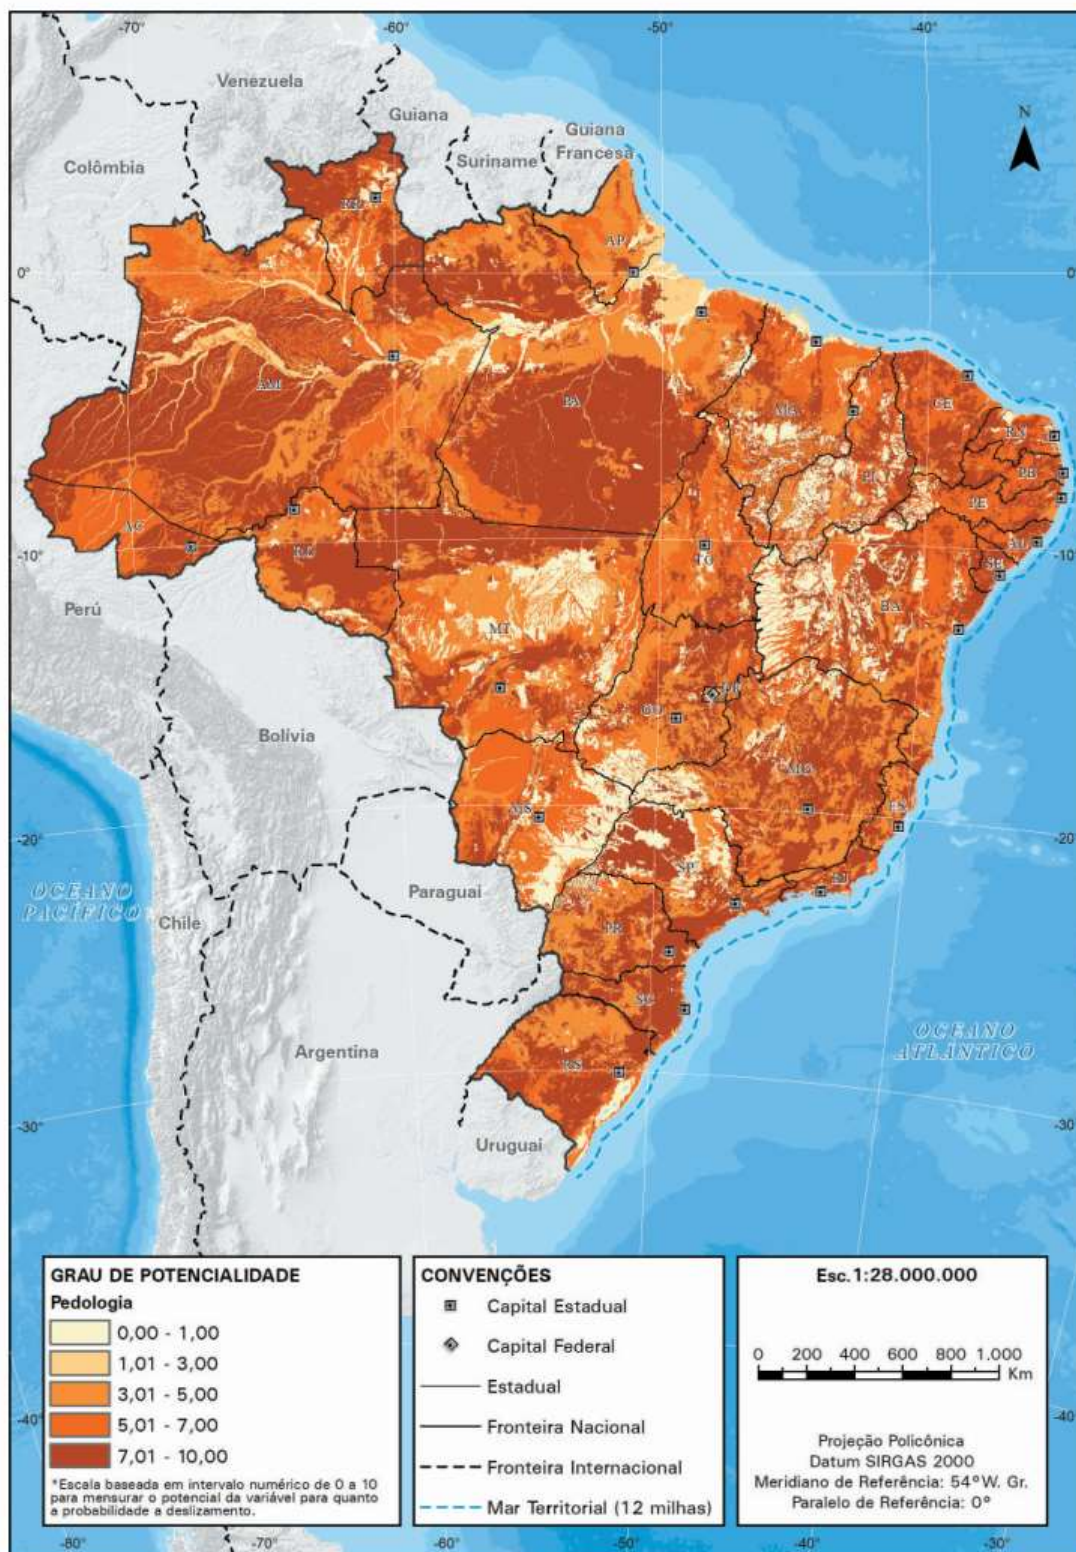 -70°
-60°
-50°
-40°
Venezuela
Guiana
Guiana
Francesa
Suriname
Colômbia
N
RR
AP
0°
0°
AM
PA
MA
CE
RN
PB
PI
PE
AC
AL
SE
-10°
RO
TO
-10°
Perú
BA
MT
DF
GO
Bolívia
MG
ES
MS
-20°
-20°
OCEANO
PACÍFICO
Paraguai
SP
RJ
Chile
PR
SC
OCEANO
ATLÂNTICO
Argentina
RS
-30°
-30°
Uruguai
GRAU DE POTENCIALIDADE
Pedologia
0,00 - 1,00
1,01 - 3,00
3,01 - 5,00
5,01 - 7,00
7,01 - 10,00
*Escala baseada em intervalo numérico de 0 a 10
para mensurar o potencial da variável para quanto
a probabilidade a deslizamento.
CONVENÇÕES
Capital Estadual
Capital Federal
Estadual
Fronteira Nacional
Fronteira Internacional
Mar Territorial (12 milhas)
Esc.1:28.000.000
0 200 400 600 800 1.000
Km
Projeção Policônica
Datum SIRGAS 2000
Meridiano de Referência: 54°W. Gr.
Paralelo de Referência: 0°
-40°
-40°
-80°
-70°
-60°
-50°
-40°
-30°